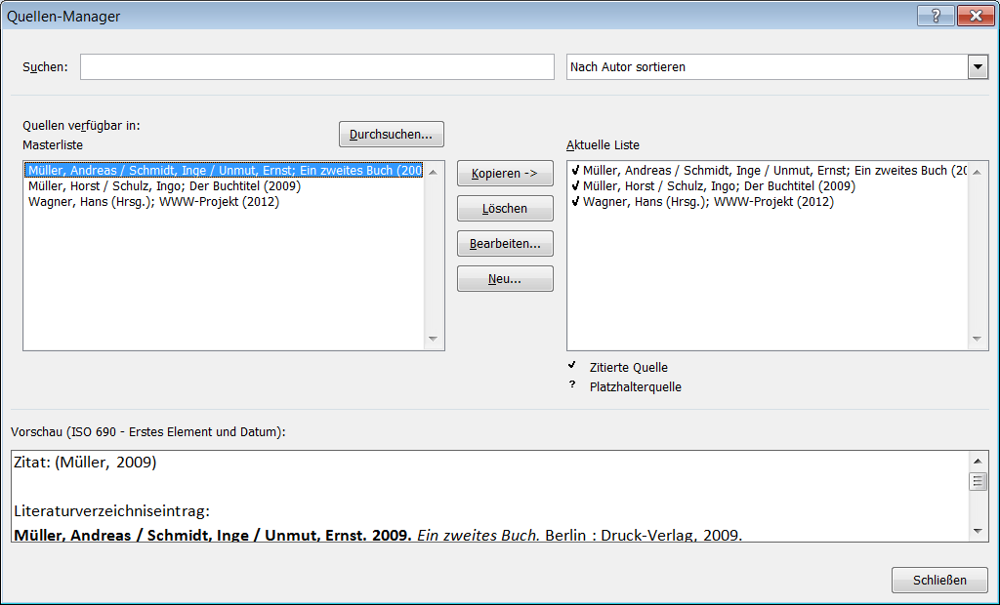 Quellen-Manager
Suchen:
Nach Autor sortieren
Quellen verfügbar in:
Masterliste
Durchsuchen...
Aktuelle Liste
Müller, Andreas / Schmidt, Inge / Unmut, Ernst; Ein zweites Buch (200
Müller, Horst / Schulz, Ingo; Der Buchtitel (2009)
Wagner, Hans (Hrsg.); WWW-Projekt (2012)
Kopieren ->
Löschen
Bearbeiten...
Neu...
✓ Müller, Andreas / Schmidt, Inge / Unmut, Ernst; Ein zweites Buch (20
✓ Müller, Horst / Schulz, Ingo; Der Buchtitel (2009)
✓ Wagner, Hans (Hrsg.); WWW-Projekt (2012)
✓ Zitierte Quelle
? Platzhalterquelle
Vorschau (ISO 690 - Erstes Element und Datum):
Zitat: (Müller, 2009)
Literaturverzeichniseintrag:
Müller, Andreas / Schmidt, Inge / Unmut, Ernst. 2009. Ein zweites Buch. Berlin : Druck-Verlag, 2009.
Schließen